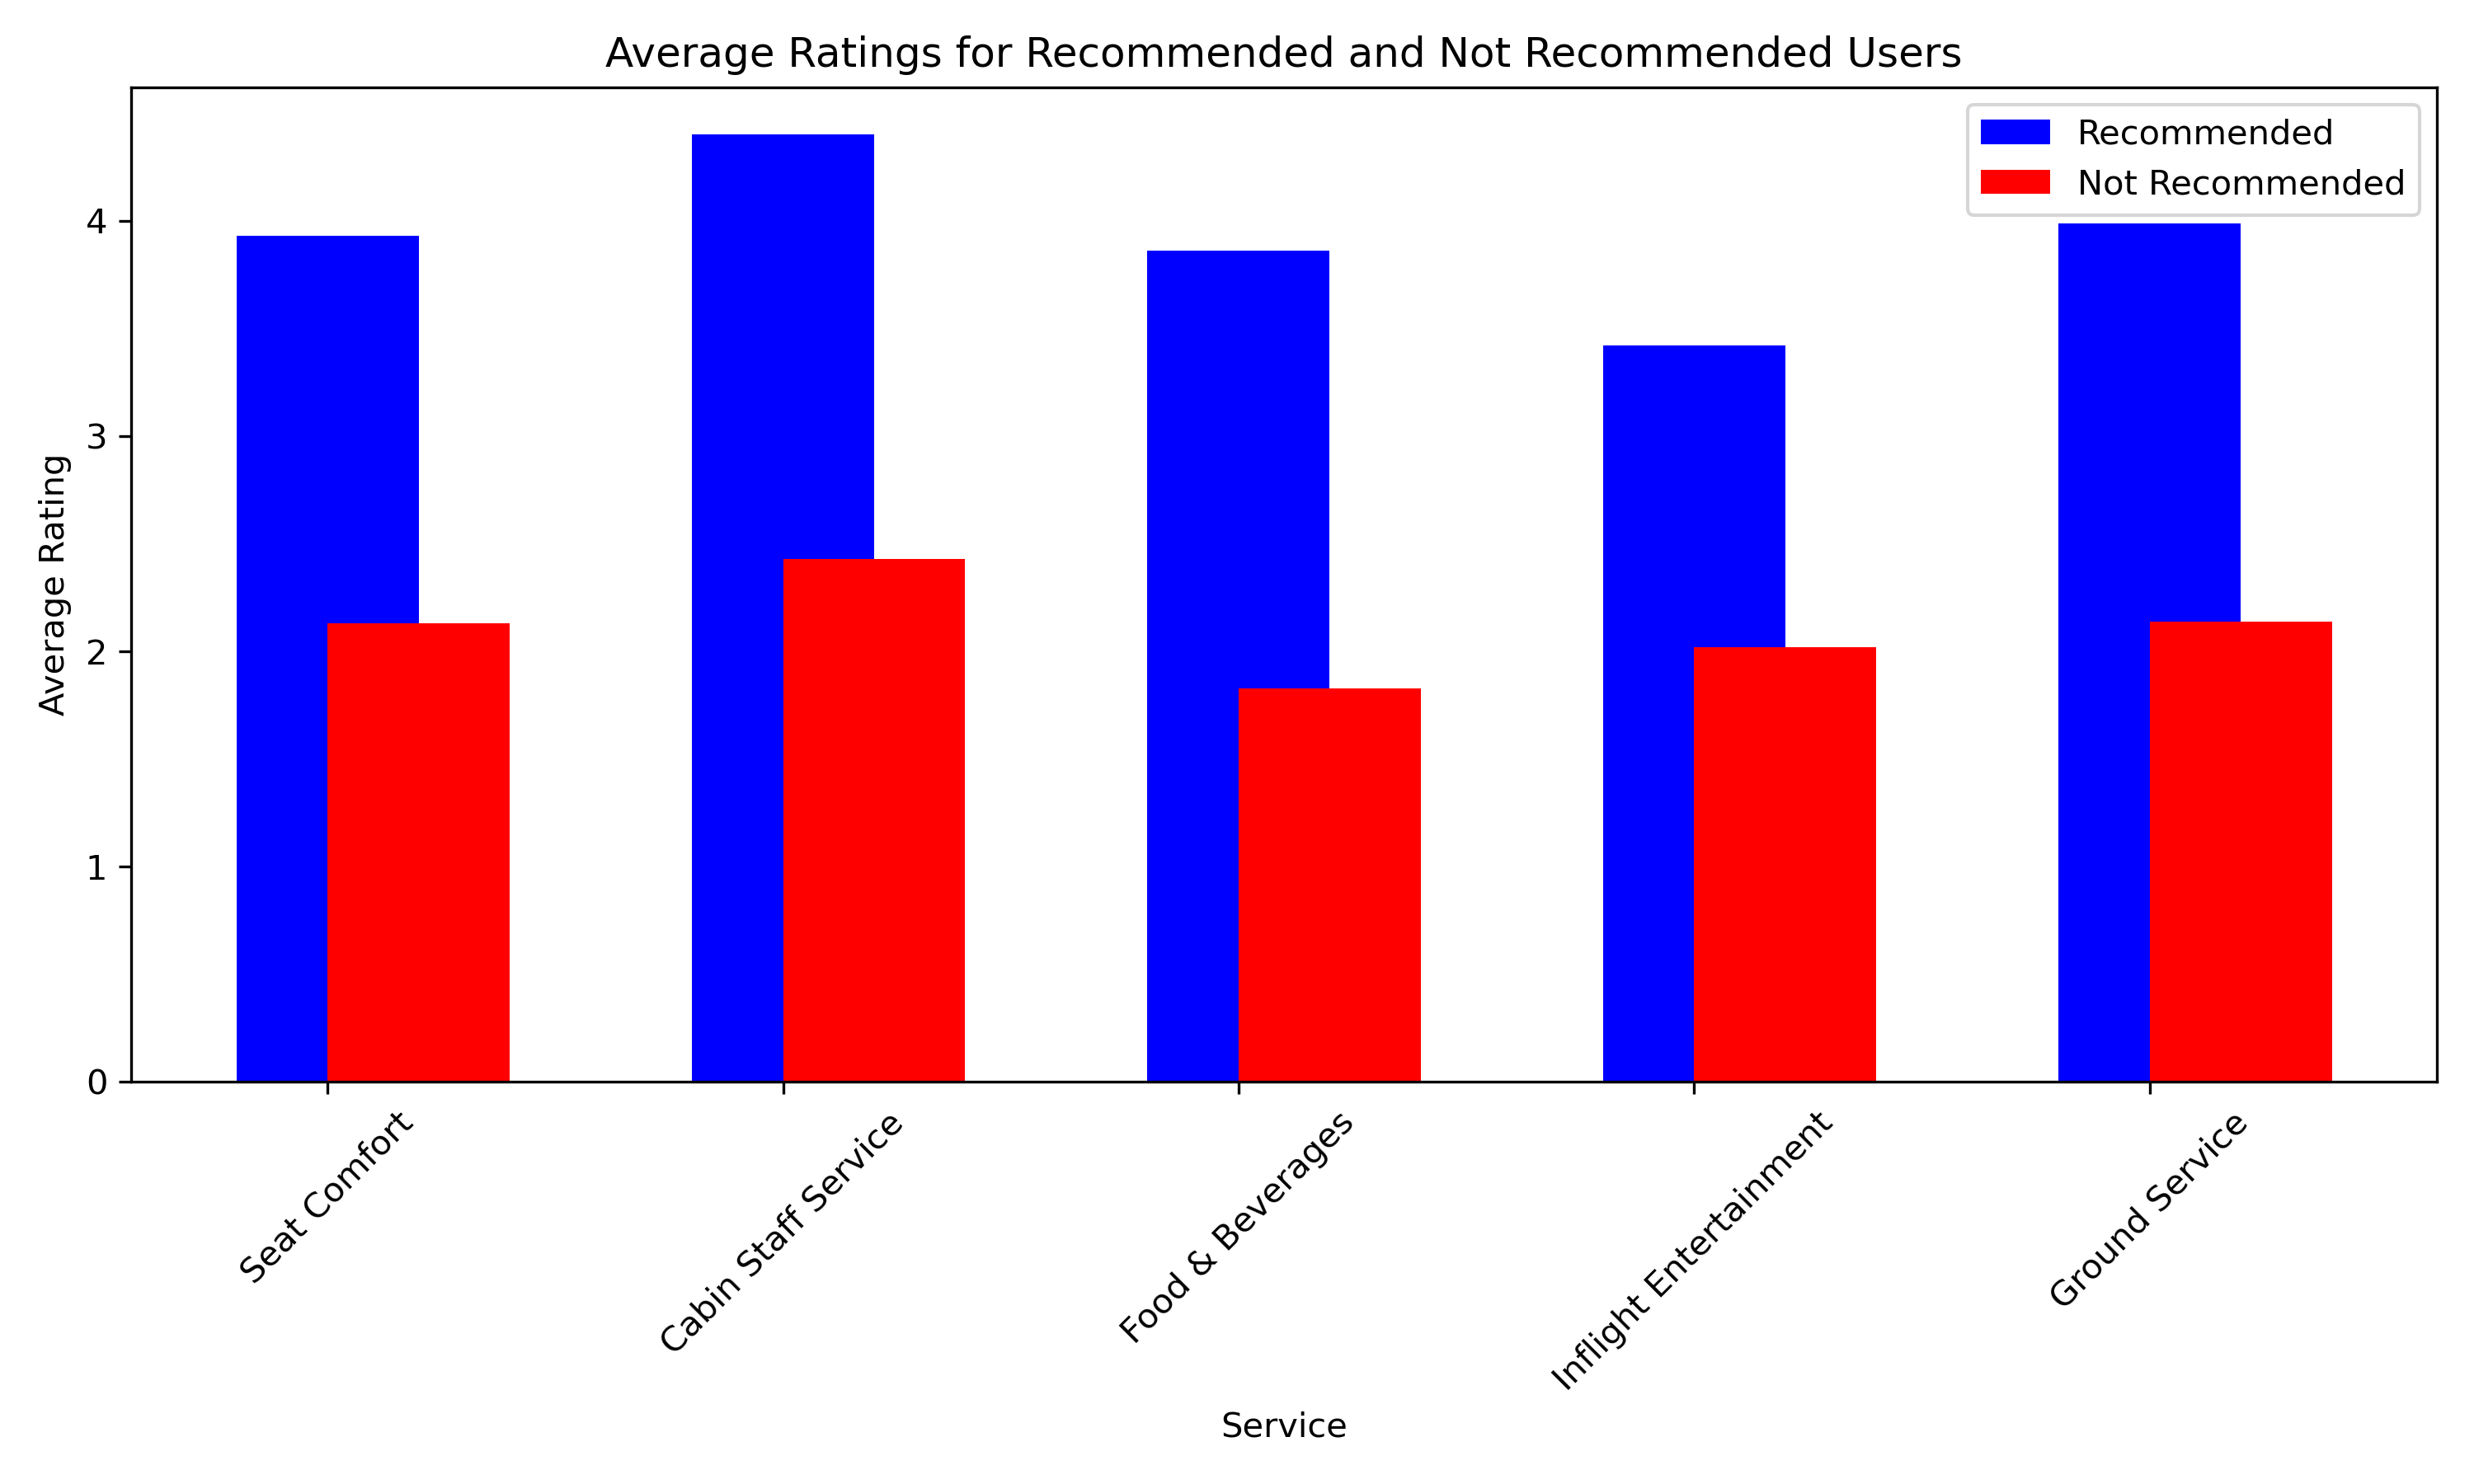 Average Ratings for Recommended and Not Recommended Users
Recommended
Not Recommended
Average Rating
4
3
2
1
0
Seat Comfort
Cabin Staff Service
Food & Beverages
Inflight Entertainment
Ground Service
Service